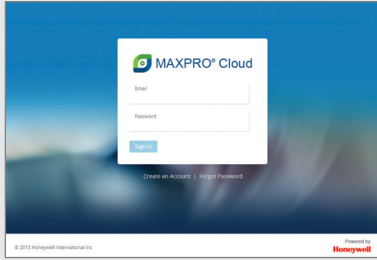 MAXPRO® Cloud
Email
Password
Sign In
Create an Account | Forgot Password
© 2015 Honeywell International Inc
Powered by
Honeywell